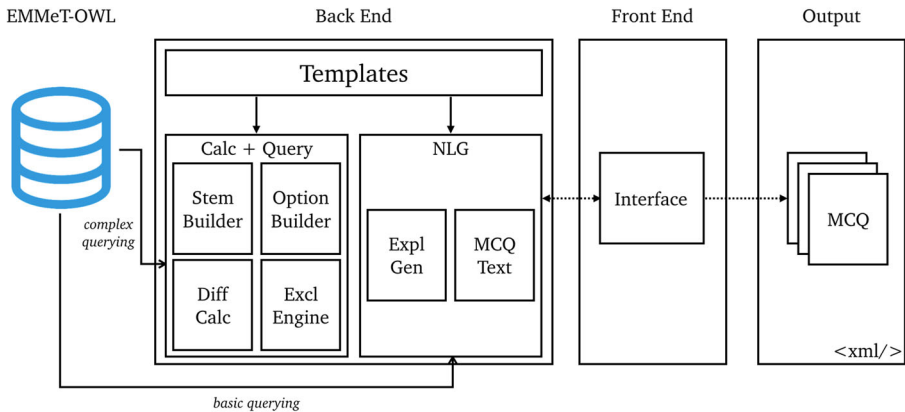 EMMeT-OWL
Back End
Front End
Output
Templates
Calc + Query
NLG
Stem
Builder
Option
Builder
Diff
Calc
Excl
Engine
Expl
Gen
MCQ
Text
Interface
MCQ
<xml/>
complex
querying
basic querying